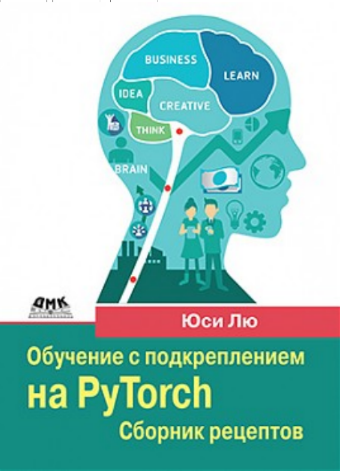 BUSINESS
LEARN
IDEA
CREATIVE
THINK
BRAIN
ДМК
Юси Лю
Обучение с подкреплением
на PyTorch
Сборник рецептов